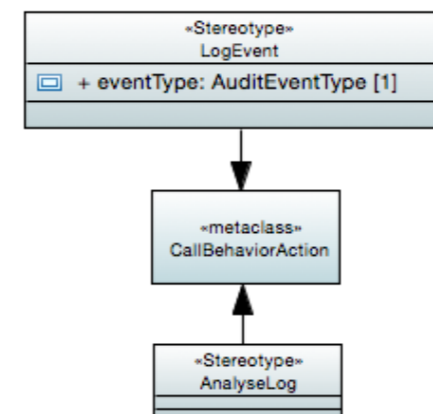 «Stereotype»
LogEvent
+ eventType: AuditEventType [1]
«metaclass»
CallBehaviorAction
«Stereotype»
AnalyseLog